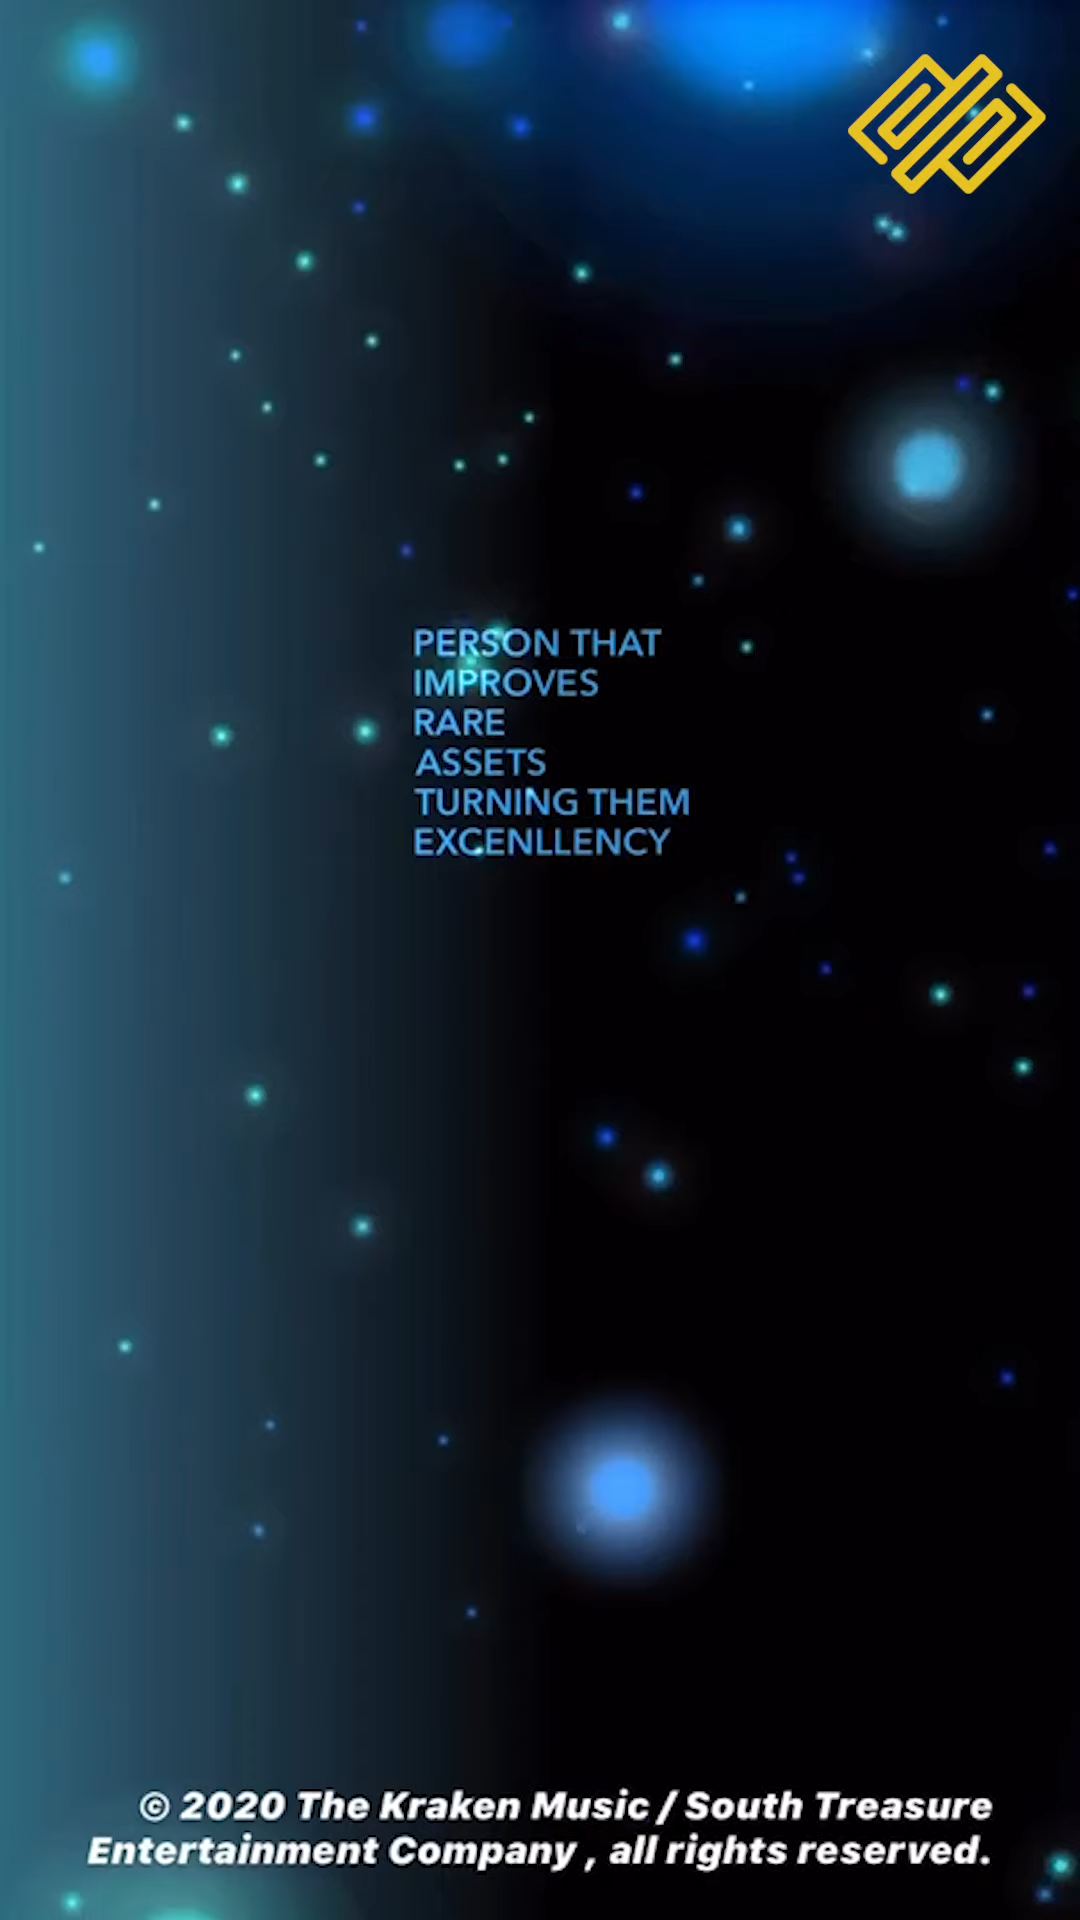 PERSON THAT
IMPROVES
RARE
ASSETS
TURNING THEM
EXCENLLENCY
© 2020 The Kraken Music / South Treasure
Entertainment Company , all rights reserved.